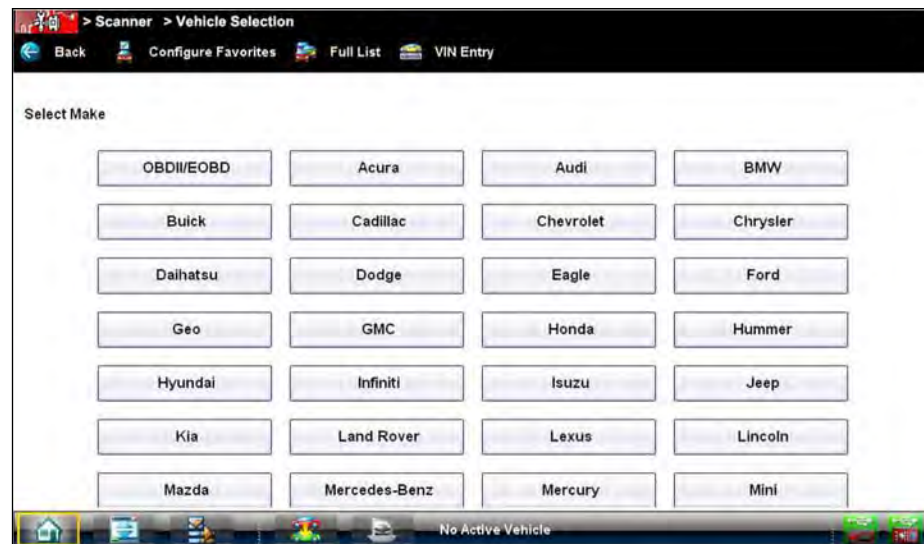 > Scanner > Vehicle Selection
Back Configure Favorites Full List VIN Entry
Select Make
OBDII/EOBD Acura Audi BMW
Buick Cadillac Chevrolet Chrysler
Daihatsu Dodge Eagle Ford
Geo GMC Honda Hummer
Hyundai Infiniti Isuzu Jeep
Kia Land Rover Lexus Lincoln
Mazda Mercedes-Benz Mercury Mini
No Active Vehicle